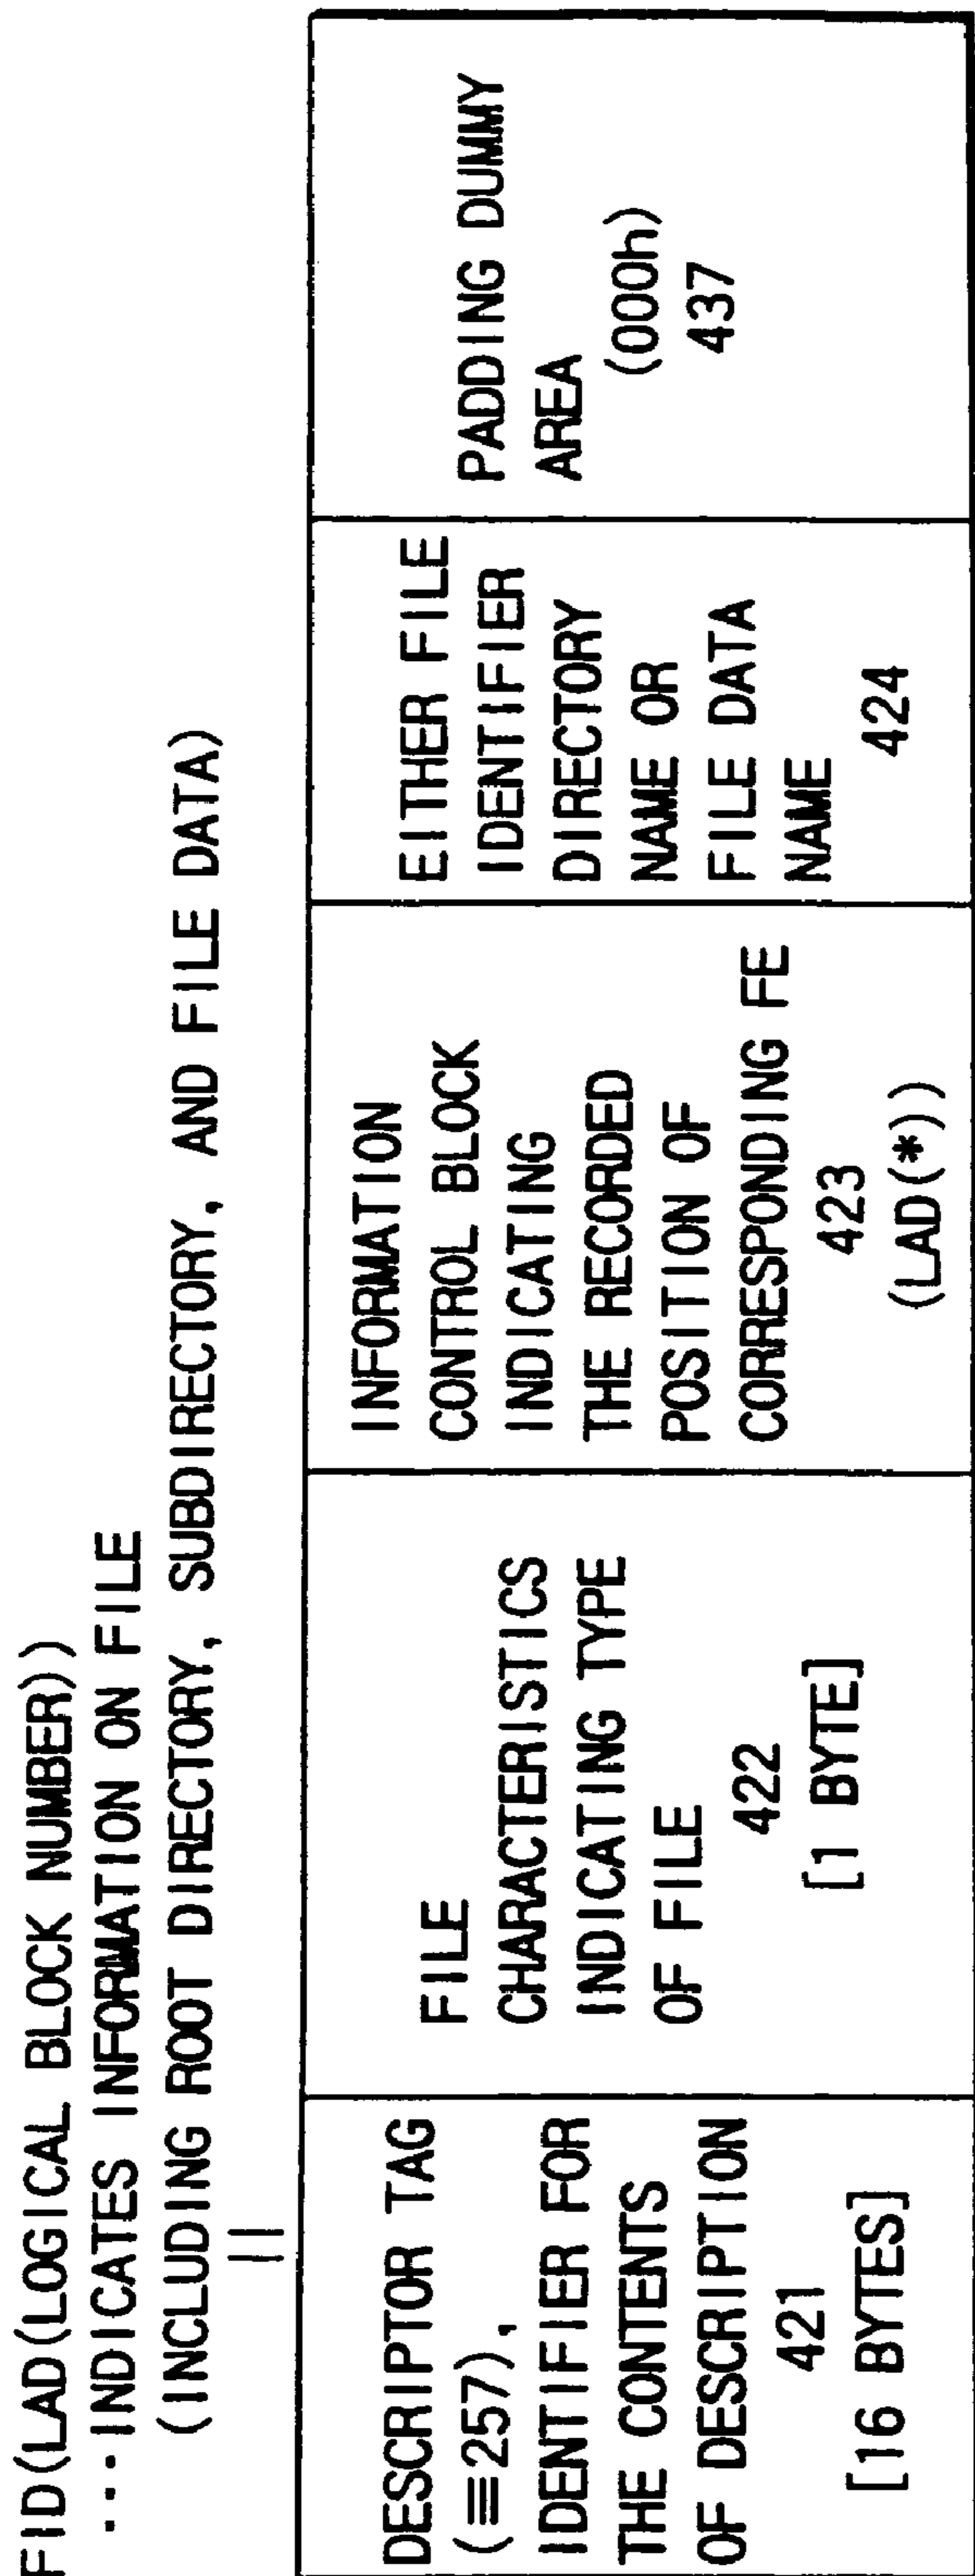 FID(LAD(LOGICAL BLOCK NUMBER))
···INDICATES INFORMATION ON FILE
(INCLUDING ROOT DIRECTORY, SUBDIRECTORY, AND FILE DATA)
||
DESCRIPTOR TAG
(≡257),
IDENTIFIER FOR
THE CONTENTS
OF DESCRIPTION
421
[16 BYTES]
FILE
CHARACTERISTICS
INDICATING TYPE
OF FILE
422
[1 BYTE]
INFORMATION
CONTROL BLOCK
INDICATING
THE RECORDED
POSITION OF
CORRESPONDING FE
423
(LAD(*))
EITHER FILE
IDENTIFIER
DIRECTORY
NAME OR
FILE DATA
NAME
424
PADDING DUMMY
AREA
(000h)
437